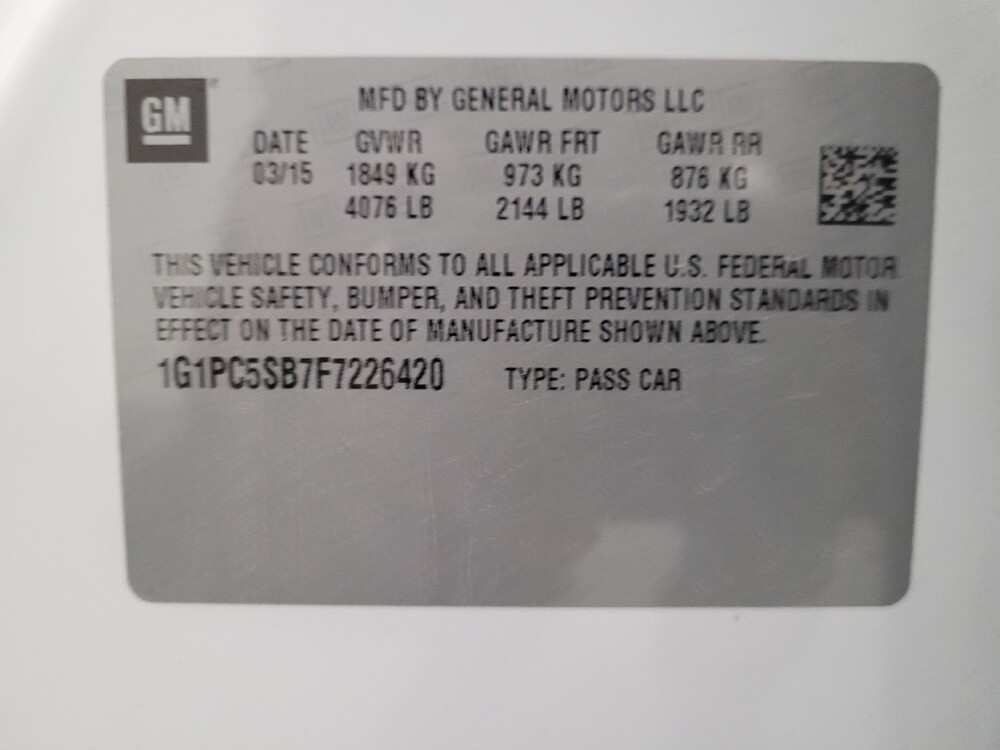 GM
MFD BY GENERAL MOTORS LLC
DATE GVWR GAWR FRT GAWR RR
03/15 1849 KG 973 KG 876 KG
4076 LB 2144 LB 1932 LB
THIS VEHICLE CONFORMS TO ALL APPLICABLE U.S. FEDERAL MOTOR
VEHICLE SAFETY, BUMPER, AND THEFT PREVENTION STANDARDS IN
EFFECT ON THE DATE OF MANUFACTURE SHOWN ABOVE.
1G1PC5SB7F7226420 TYPE: PASS CAR